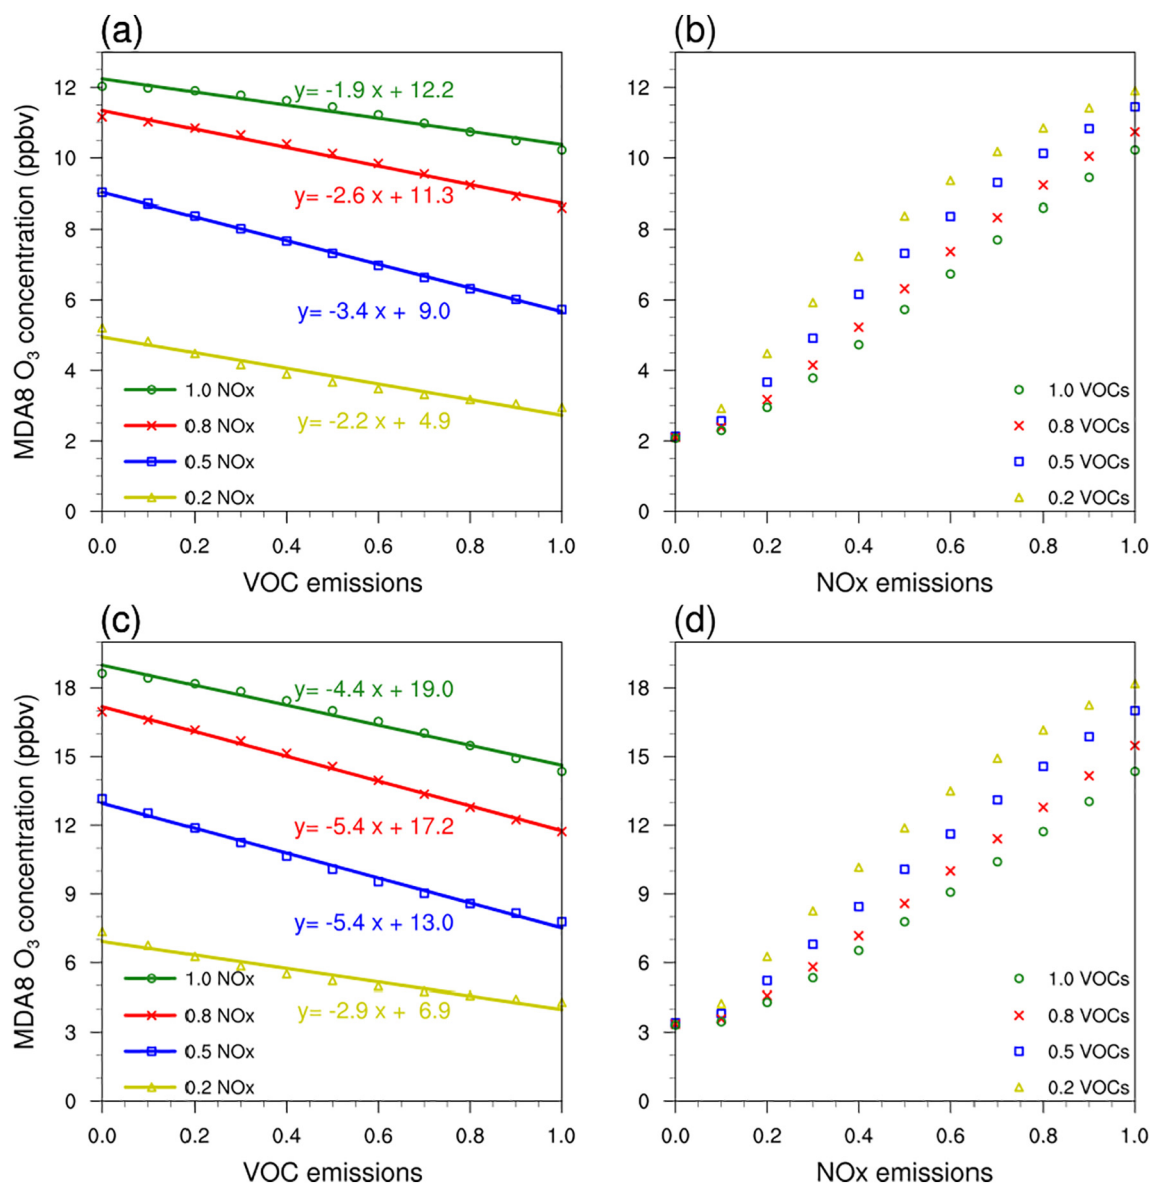 (a)
MDA8 O3 concentration (ppbv)
12
10
8
6
4
2
0
y= -1.9 x + 12.2
y= -2.6 x + 11.3
y= -3.4 x + 9.0
y= -2.2 x + 4.9
1.0 NOx
0.8 NOx
0.5 NOx
0.2 NOx
0.0 0.2 0.4 0.6 0.8 1.0
VOC emissions
(b)
12
10
8
6
4
2
0
1.0 VOCs
0.8 VOCs
0.5 VOCs
0.2 VOCs
0.0 0.2 0.4 0.6 0.8 1.0
NOx emissions
(c)
MDA8 O3 concentration (ppbv)
18
15
12
9
6
3
0
y= -4.4 x + 19.0
y= -5.4 x + 17.2
y= -5.4 x + 13.0
y= -2.9 x + 6.9
1.0 NOx
0.8 NOx
0.5 NOx
0.2 NOx
0.0 0.2 0.4 0.6 0.8 1.0
VOC emissions
(d)
18
15
12
9
6
3
0
1.0 VOCs
0.8 VOCs
0.5 VOCs
0.2 VOCs
0.0 0.2 0.4 0.6 0.8 1.0
NOx emissions